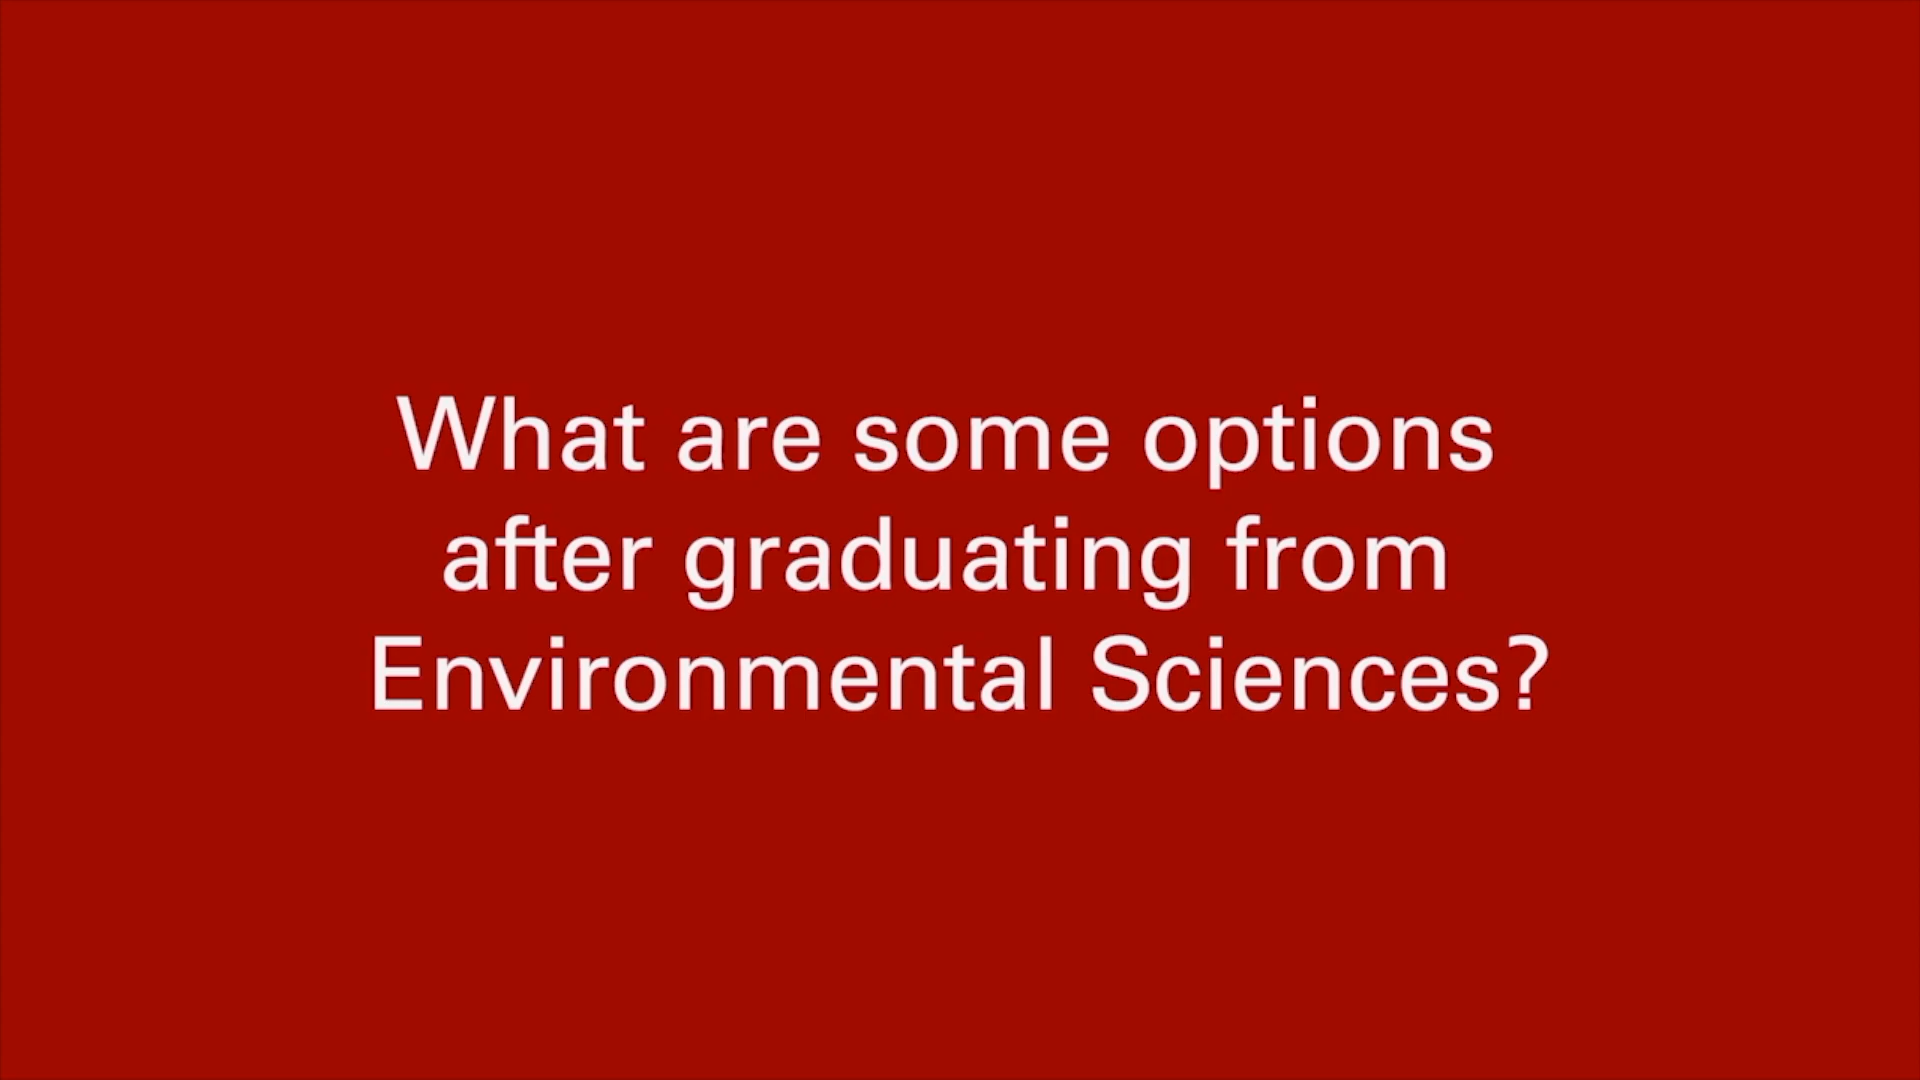 What are some options
after graduating from
Environmental Sciences?